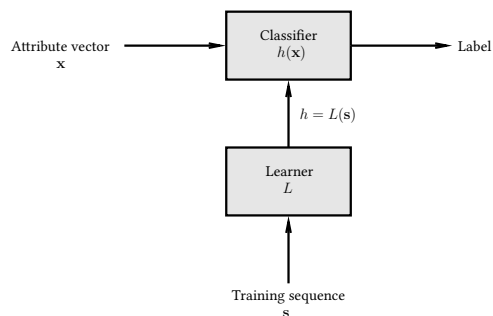 Classifier
h(x)
Attribute vector
x
Label
h = L(s)
Learner
L
Training sequence
s